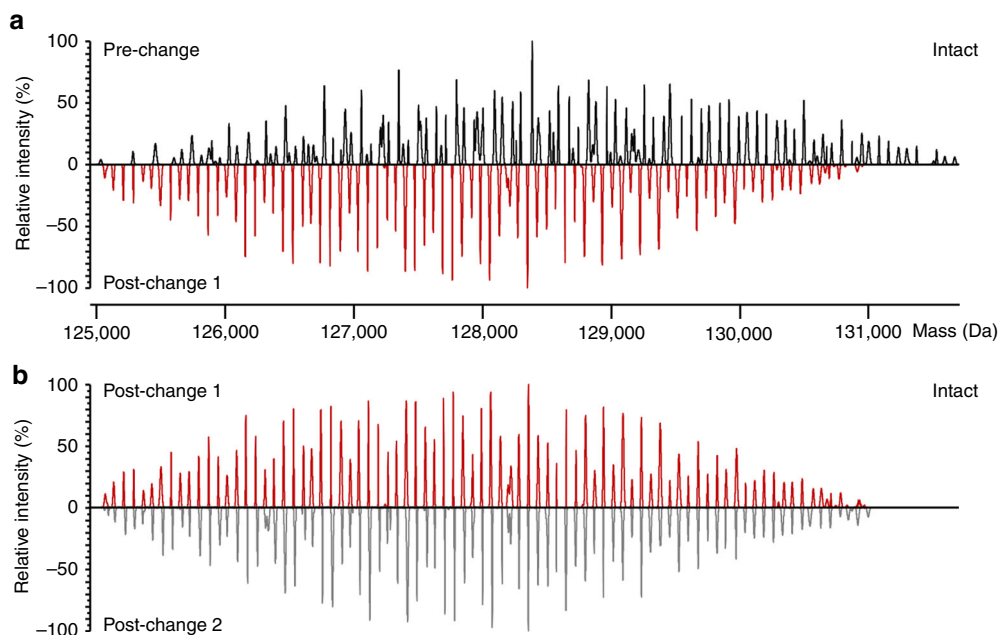 a
Pre-change
Intact
100
50
0
−50
−100
Relative intensity (%)
Post-change 1
125,000 126,000 127,000 128,000 129,000 130,000 131,000 Mass (Da)
b
Post-change 1
Intact
100
50
0
−50
−100
Relative intensity (%)
Post-change 2